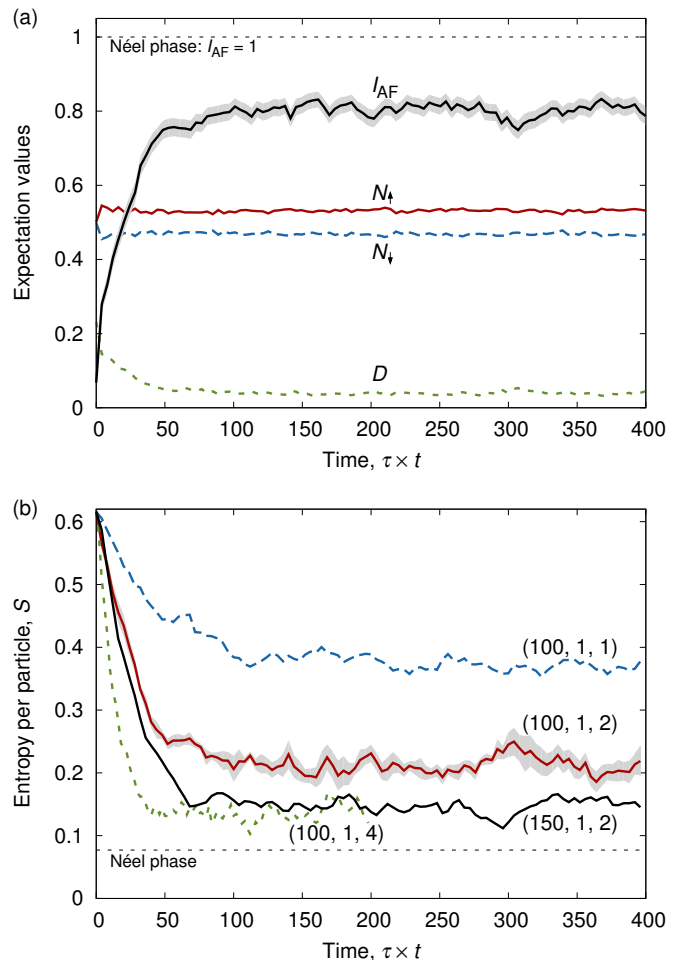 (a)
1
Néel phase: I_AF = 1
I_AF
0.8
Expectation values
0.6
N↑
0.4
N↓
0.2
D
0
0 50 100 150 200 250 300 350 400
Time, τ × t
(b)
0.6
0.5
Entropy per particle, S
0.4
(100, 1, 1)
0.3
(100, 1, 2)
0.2
(100, 1, 4)
(150, 1, 2)
0.1
Néel phase
0
0 50 100 150 200 250 300 350 400
Time, τ × t